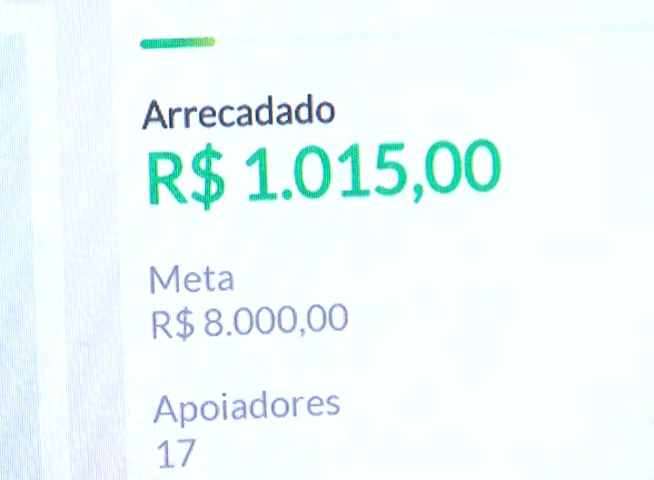 Arrecadado
R$ 1.015,00
Meta
R$ 8.000,00
Apoiadores
17